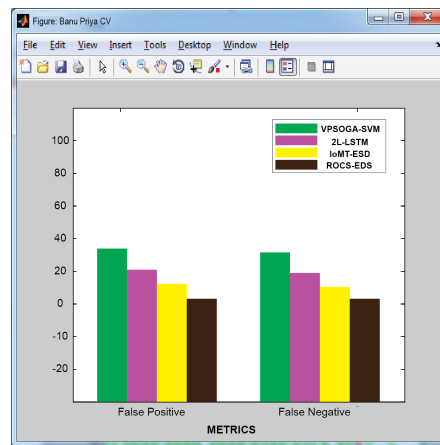 Figure: Banu Priya CV
File Edit View Insert Tools Desktop Window Help
100
80
60
40
20
0
-10
-20
VPSOGA-SVM
2L-LSTM
IoMT-ESD
ROCS-EDS
False Positive False Negative
METRICS